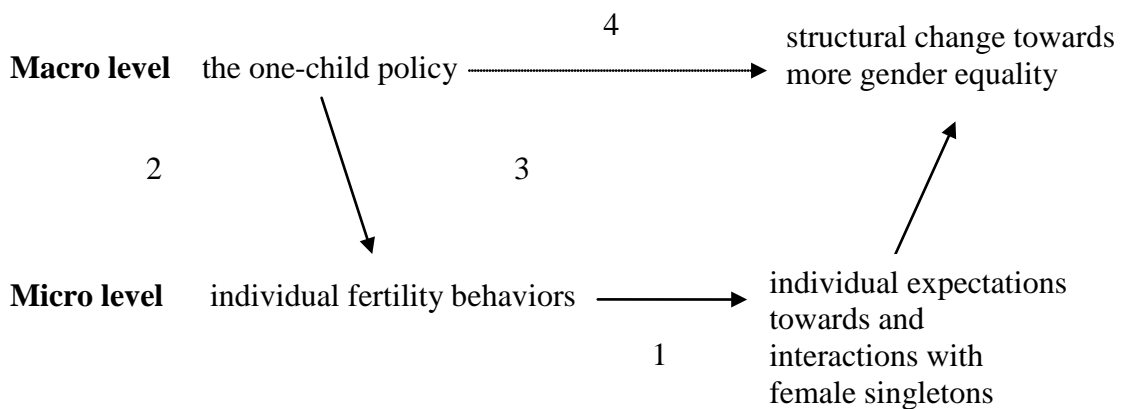 4
structural change towards
Macro level the one-child policy more gender equality
2 3
Micro level individual fertility behaviors individual expectations
towards and
1 interactions with
female singletons